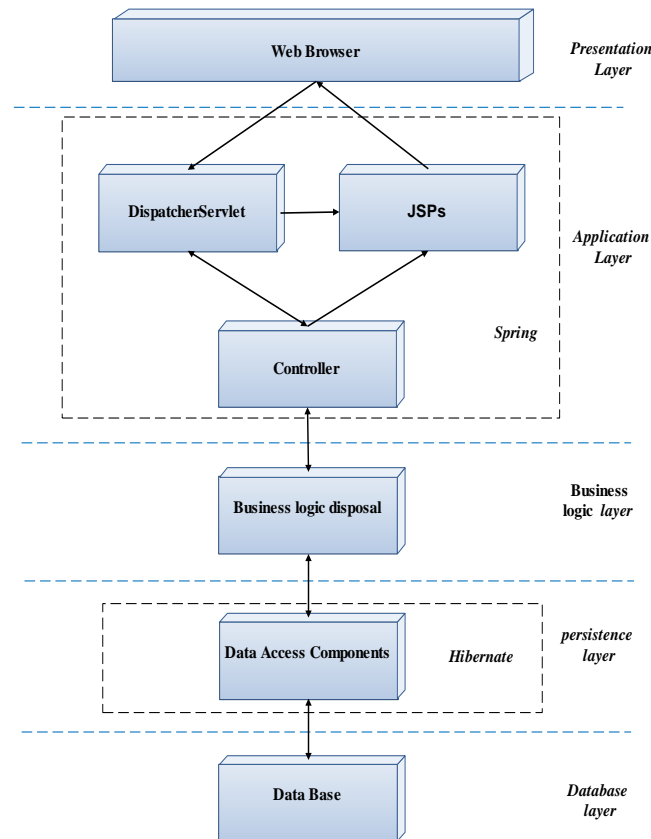 Web Browser
Presentation
Layer
DispatcherServlet
JSPs
Application
Layer
Spring
Controller
Business logic disposal
Business
logic layer
Data Access Components
Hibernate
persistence
layer
Data Base
Database
layer